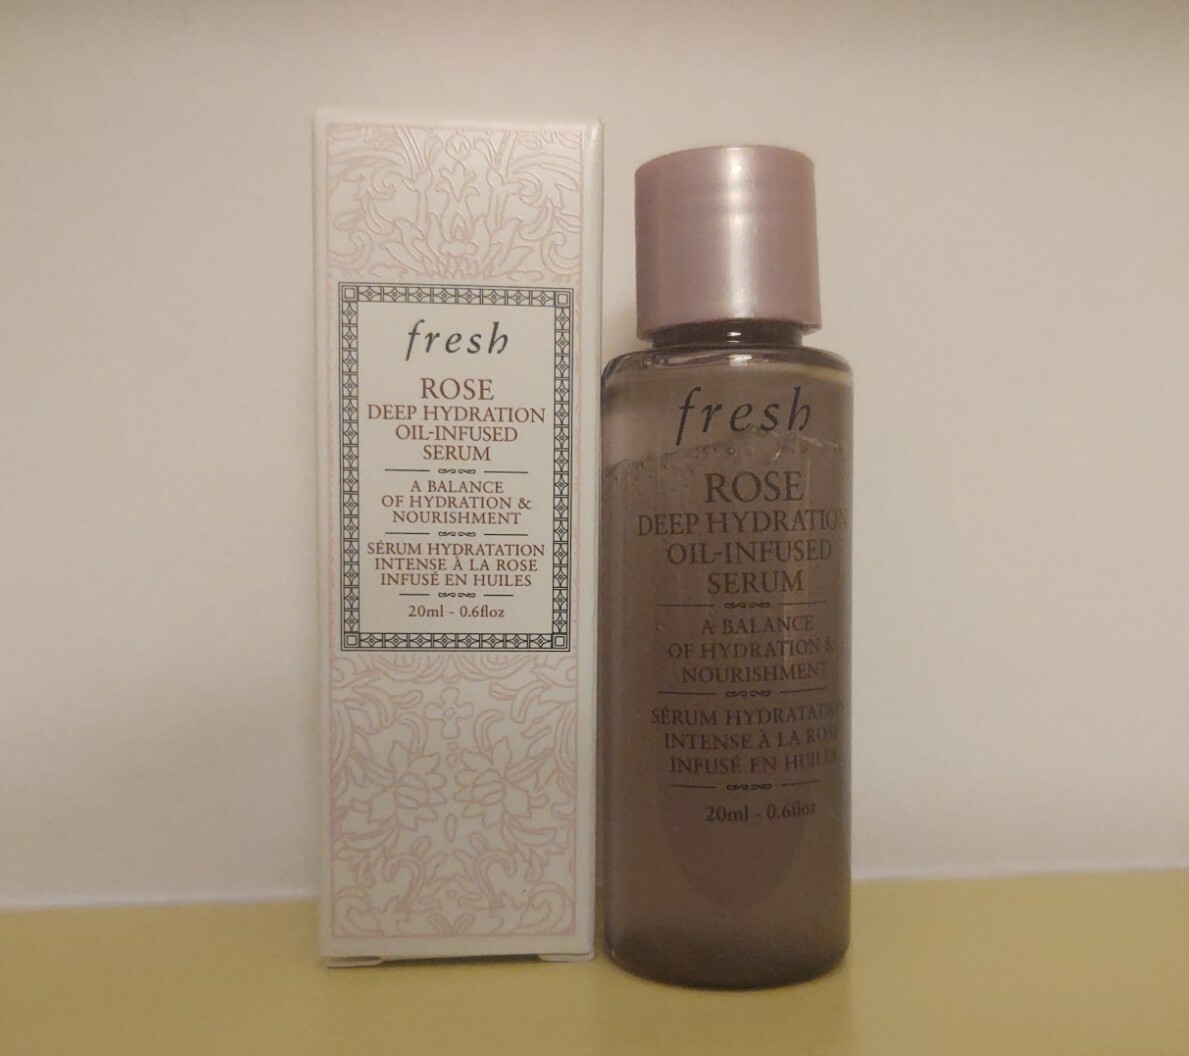 fresh
ROSE
DEEP HYDRATION
OIL-INFUSED
SERUM
A BALANCE
OF HYDRATION &
NOURISHMENT
SÉRUM HYDRATATION
INTENSE À LA ROSE
INFUSÉ EN HUILES
20ml - 0.6floz
fresh
ROSE
DEEP HYDRATION
OIL-INFUSED
SERUM
A BALANCE
OF HYDRATION &
NOURISHMENT
SÉRUM HYDRATATION
INTENSE À LA ROSE
INFUSÉ EN HUILES
20ml - 0.6floz